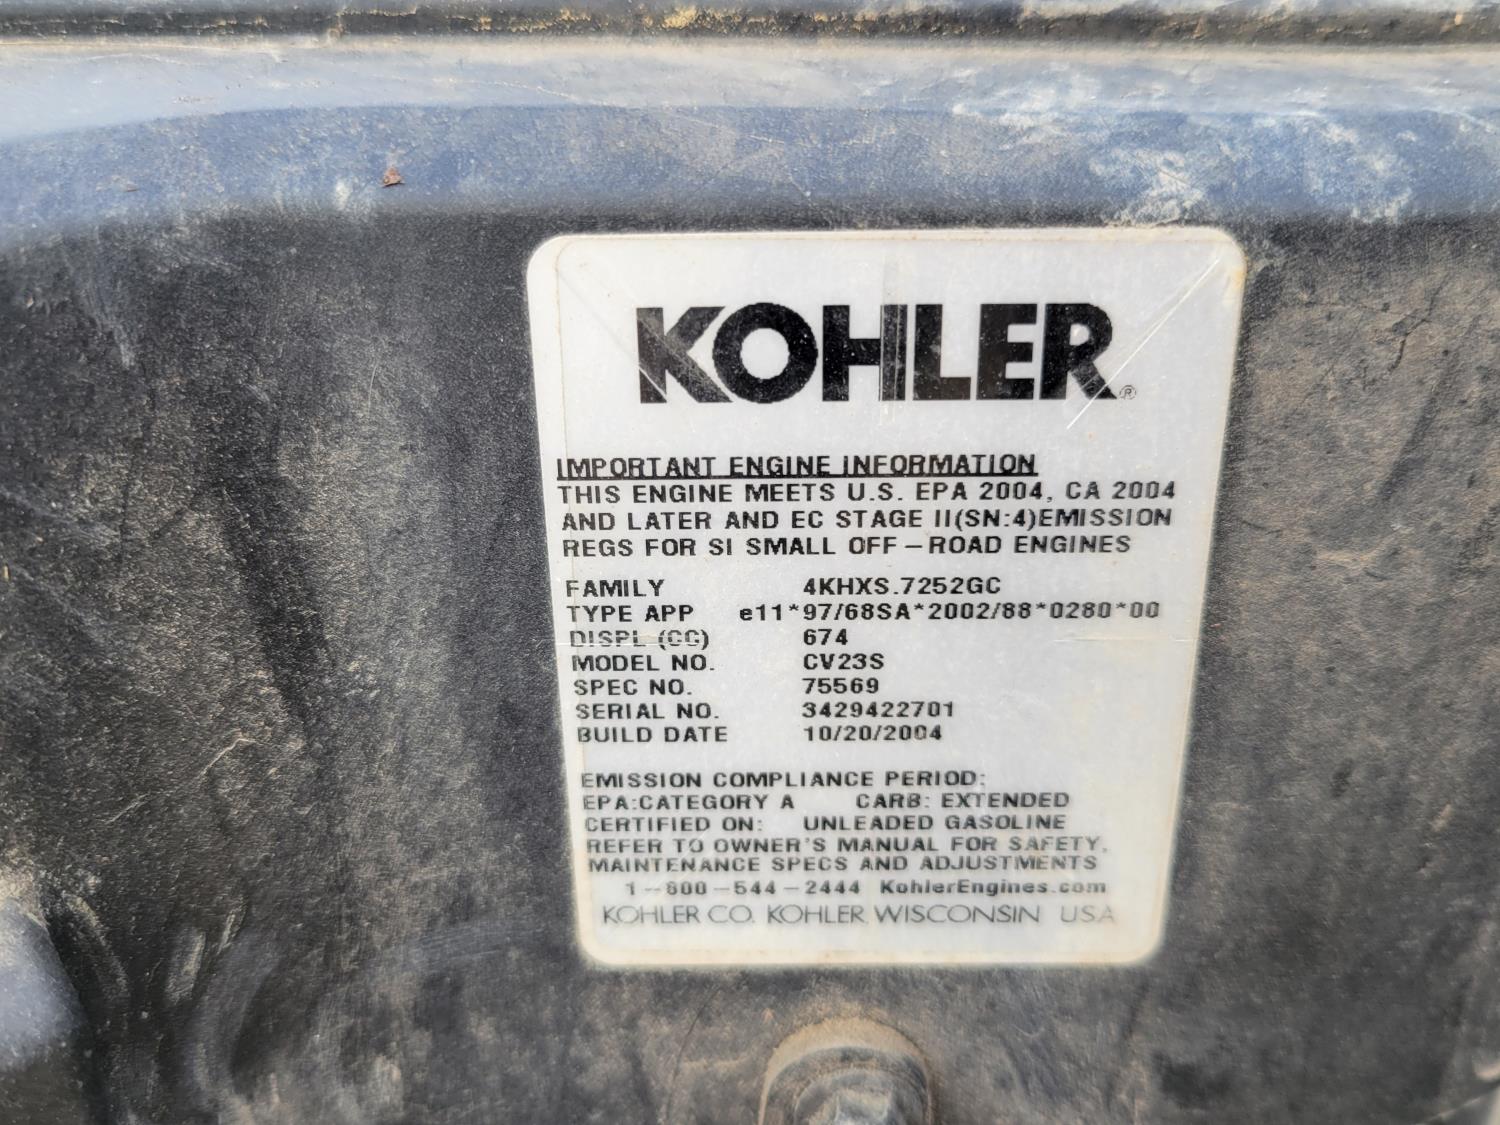 KOHLER®
IMPORTANT ENGINE INFORMATION
THIS ENGINE MEETS U.S. EPA 2004, CA 2004
AND LATER AND EC STAGE II(SN:4)EMISSION
REGS FOR SI SMALL OFF-ROAD ENGINES
FAMILY 4KHXS.7252GC
TYPE APP e11*97/68SA*2002/88*0280*00
DISPL (CC) 674
MODEL NO. CV23S
SPEC NO. 75569
SERIAL NO. 3429422701
BUILD DATE 10/20/2004
EMISSION COMPLIANCE PERIOD:
EPA:CATEGORY A CARB: EXTENDED
CERTIFIED ON: UNLEADED GASOLINE
REFER TO OWNER'S MANUAL FOR SAFETY,
MAINTENANCE SPECS AND ADJUSTMENTS
1-800-544-2444 KohlerEngines.com
KOHLER CO. KOHLER, WISCONSIN USA